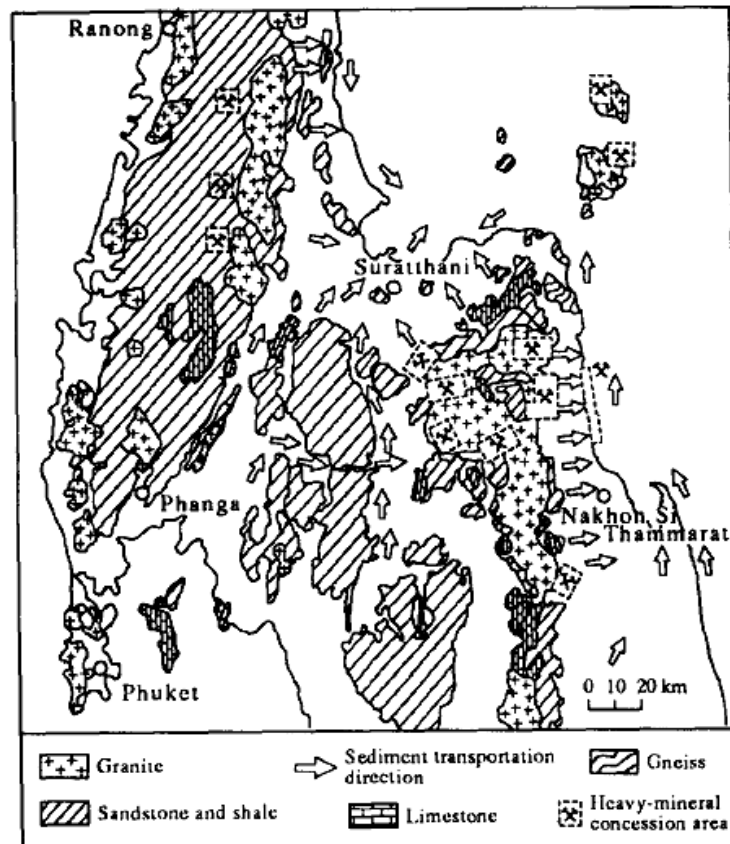 Ranong
Suratthani
Phanga
Nakhon Si
Thammarat
Phuket
0 10 20 km
Granite
Sediment transportation
direction
Gneiss
Sandstone and shale
Limestone
Heavy-mineral
concession area